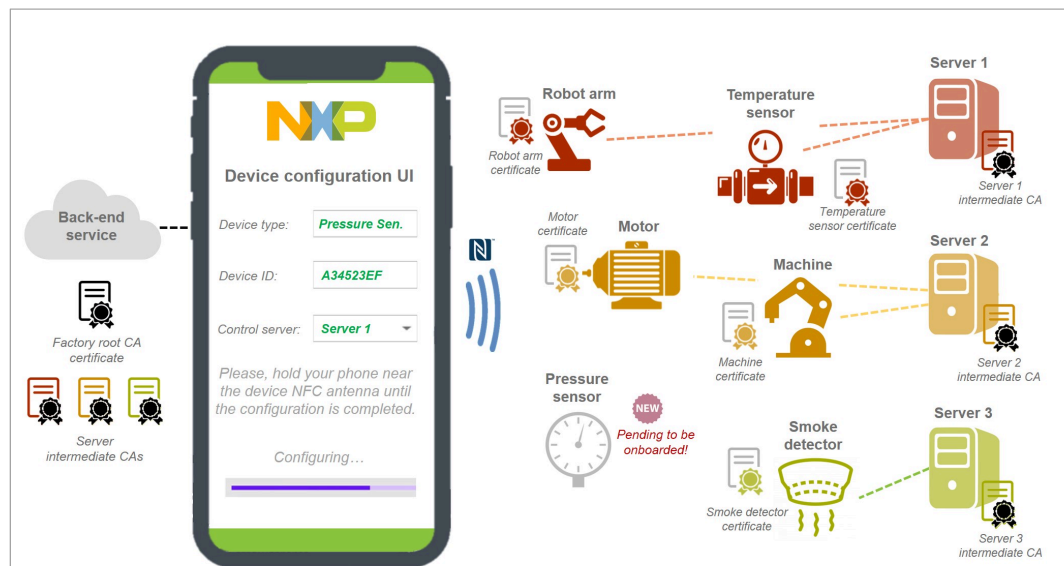 NXP
Device configuration UI
Device type:
Pressure Sen.
Device ID:
A34523EF
Control server:
Server 1
Please, hold your phone near
the device NFC antenna until
the configuration is completed.
Configuring...
Back-end
service
Factory root CA
certificate
Server
intermediate CAs
N
Robot arm
Robot arm
certificate
Temperature
sensor
Temperature
sensor certificate
Server 1
Server 1
intermediate CA
Motor
certificate
Motor
Machine
Machine
certificate
Server 2
Server 2
intermediate CA
Pressure
sensor
NEW
Pending to be
onboarded!
Smoke
detector
Smoke detector
certificate
Server 3
Server 3
intermediate CA